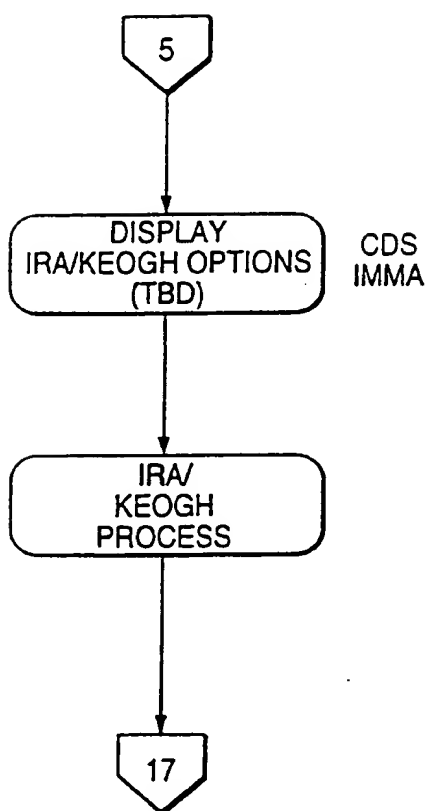 5
DISPLAY
IRA/KEOGH OPTIONS
(TBD)
CDS
IMMA
IRA/
KEOGH
PROCESS
17